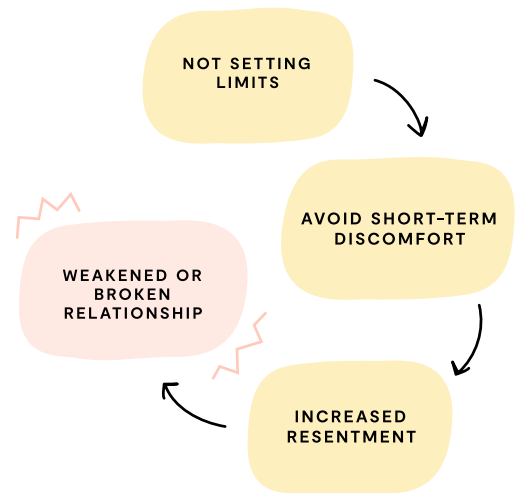 NOT SETTING
LIMITS
AVOID SHORT-TERM
DISCOMFORT
INCREASED
RESENTMENT
WEAKENED OR
BROKEN
RELATIONSHIP